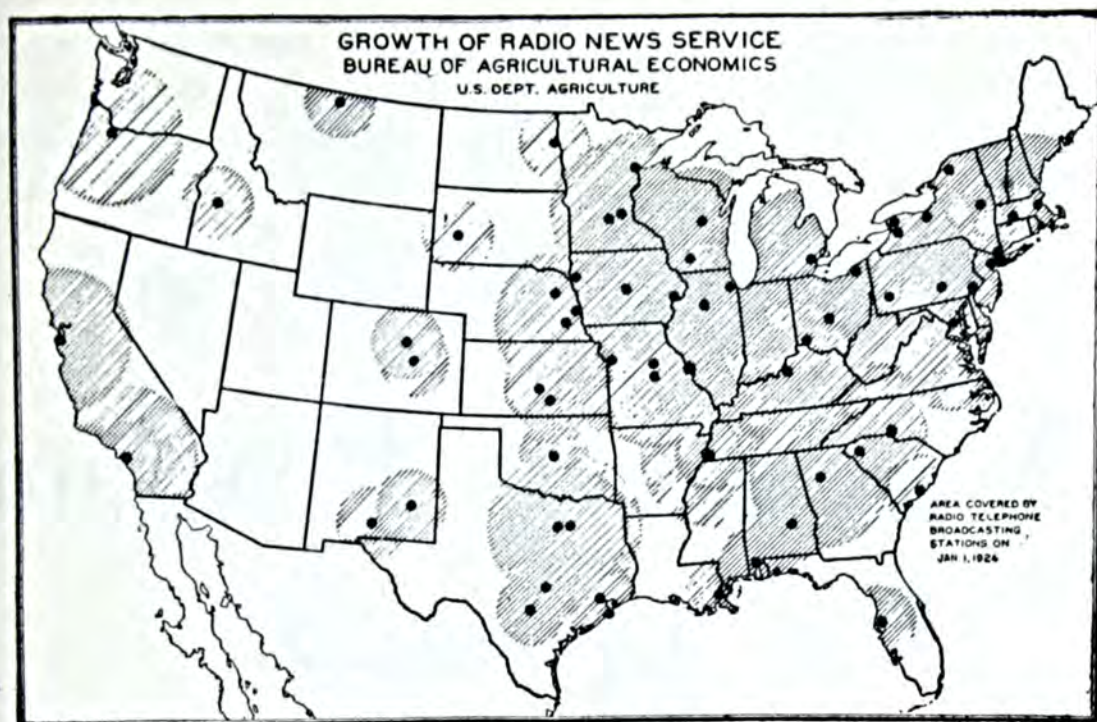 GROWTH OF RADIO NEWS SERVICE
BUREAU OF AGRICULTURAL ECONOMICS
U.S. DEPT. AGRICULTURE
AREA COVERED BY
RADIO TELEPHONE
BROADCASTING
STATIONS ON
JAN 1, 1926